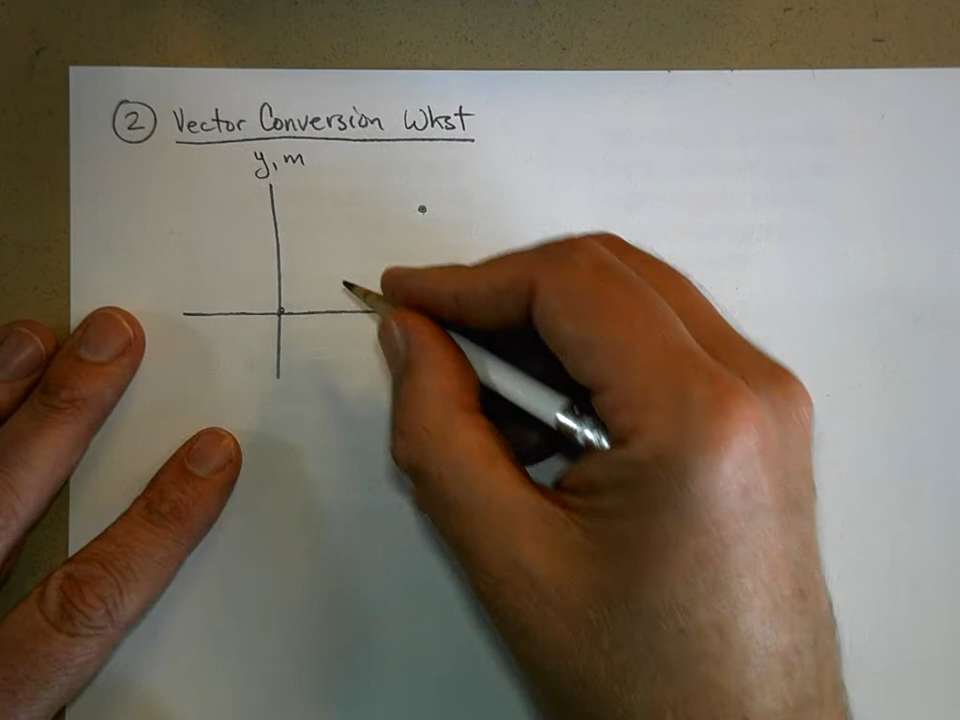 ② Vector Conversion Wkst
y, m